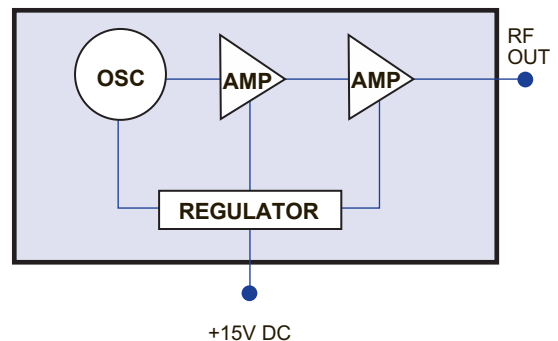 RF
OUT
OSC
AMP
AMP
REGULATOR
+15V DC